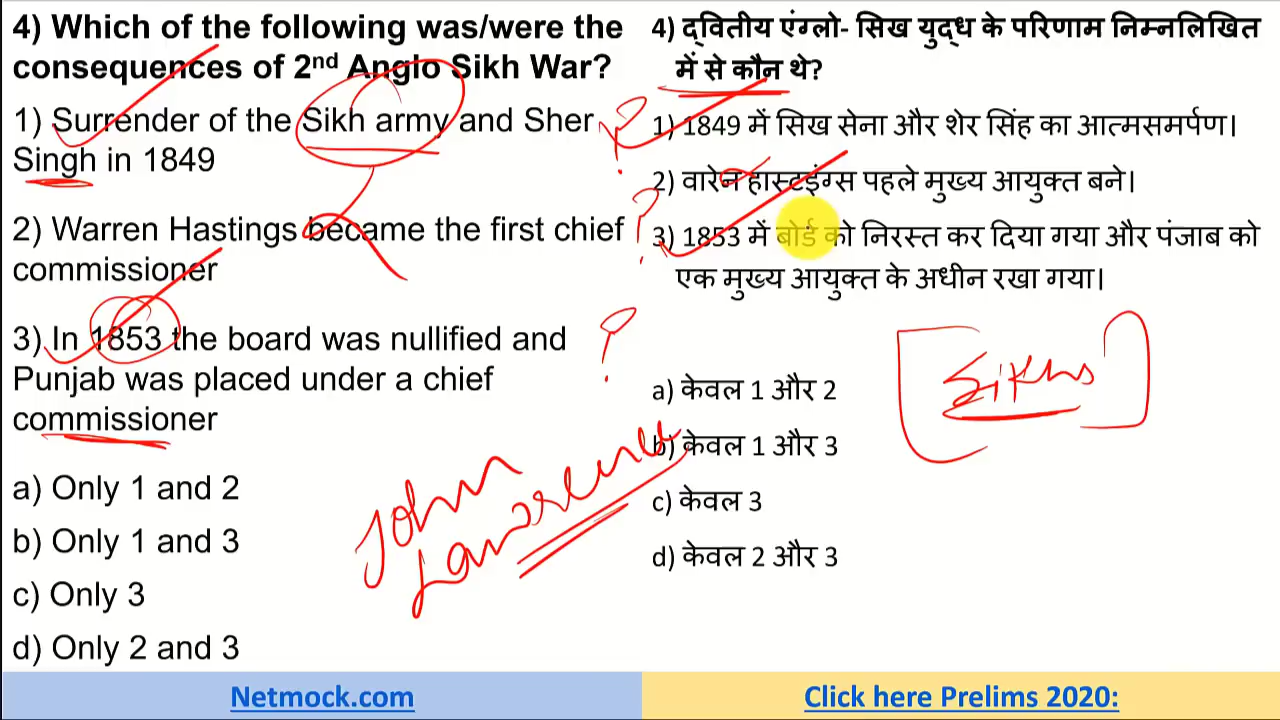 4) Which of the following was/were the
consequences of 2nd Anglo Sikh War?
1) Surrender of the Sikh army and Sher
Singh in 1849
2) Warren Hastings became the first chief
commissioner
3) In 1853 the board was nullified and
Punjab was placed under a chief
commissioner
a) Only 1 and 2
b) Only 1 and 3
c) Only 3
d) Only 2 and 3
4) द्वितीय एंग्लो- सिख युद्ध के परिणाम निम्नलिखित
में से कौन थे?
1) 1849 में सिख सेना और शेर सिंह का आत्मसमर्पण।
2) वारेन हास्टइंग्स पहले मुख्य आयुक्त बने।
3) 1853 में बोर्ड को निरस्त कर दिया गया और पंजाब को
एक मुख्य आयुक्त के अधीन रखा गया।
a) केवल 1 और 2
b) केवल 1 और 3
c) केवल 3
d) केवल 2 और 3
Sikhs
John
Lawrence
Netmock.com
Click here Prelims 2020: